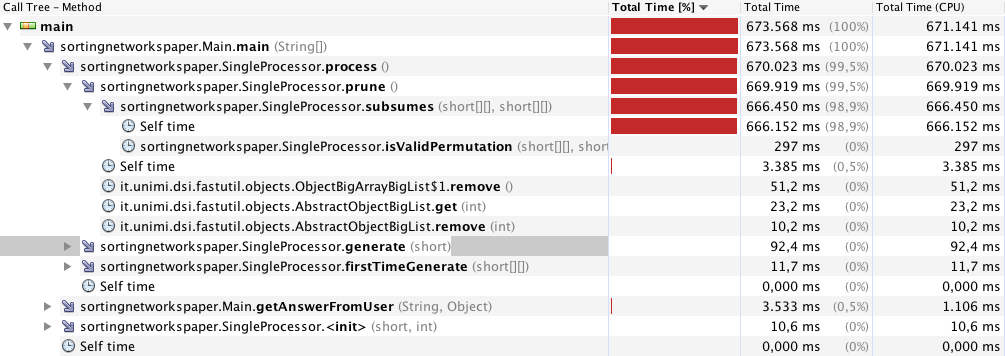 Call Tree - Method Total Time [%] Total Time Total Time (CPU)
main 673.568 ms (100%) 671.141 ms
sortingnetworkspaper.Main.main (String[]) 673.568 ms (100%) 671.141 ms
sortingnetworkspaper.SingleProcessor.process () 670.023 ms (99,5%) 670.023 ms
sortingnetworkspaper.SingleProcessor.prune () 669.919 ms (99,5%) 669.919 ms
sortingnetworkspaper.SingleProcessor.subsumes (short[][], short[][]) 666.450 ms (98,9%) 666.450 ms
Self time 666.152 ms (98,9%) 666.152 ms
sortingnetworkspaper.SingleProcessor.isValidPermutation (short[][], short 297 ms (0%) 297 ms
Self time 3.385 ms (0,5%) 3.385 ms
it.unimi.dsi.fastutil.objects.ObjectBigArrayBigList$1.remove () 51,2 ms (0%) 51,2 ms
it.unimi.dsi.fastutil.objects.AbstractObjectBigList.get (int) 23,2 ms (0%) 23,2 ms
it.unimi.dsi.fastutil.objects.AbstractObjectBigList.remove (int) 10,2 ms (0%) 10,2 ms
sortingnetworkspaper.SingleProcessor.generate (short) 92,4 ms (0%) 92,4 ms
sortingnetworkspaper.SingleProcessor.firstTimeGenerate (short[][]) 11,7 ms (0%) 11,7 ms
Self time 0,000 ms (0%) 0,000 ms
sortingnetworkspaper.Main.getAnswerFromUser (String, Object) 3.533 ms (0,5%) 1.106 ms
sortingnetworkspaper.SingleProcessor.<init> (short, int) 10,6 ms (0%) 10,6 ms
Self time 0,000 ms (0%) 0,000 ms